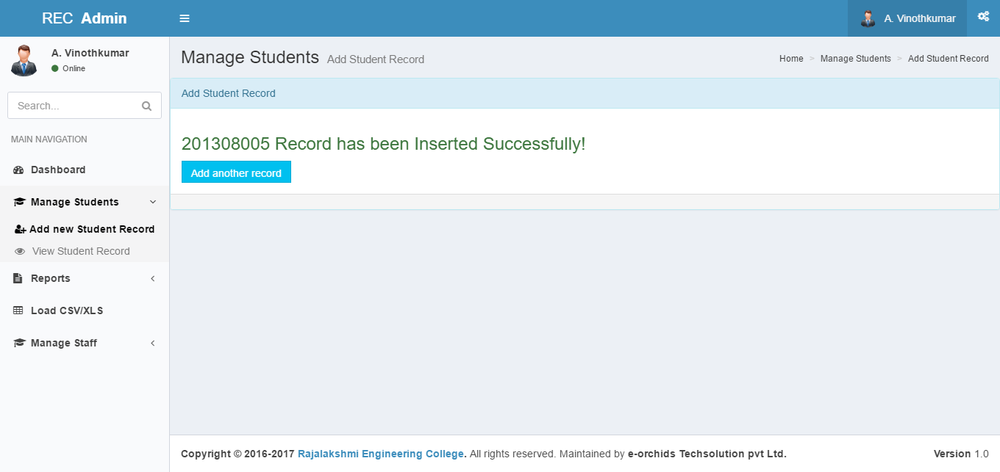 REC Admin
A. Vinothkumar
A. Vinothkumar
Online
Search...
MAIN NAVIGATION
Dashboard
Manage Students
Add new Student Record
View Student Record
Reports
Load CSV/XLS
Manage Staff
Manage Students Add Student Record
Home > Manage Students > Add Student Record
Add Student Record
201308005 Record has been Inserted Successfully!
Add another record
Copyright © 2016-2017 Rajalakshmi Engineering College. All rights reserved. Maintained by e-orchids Techsolution pvt Ltd.
Version 1.0